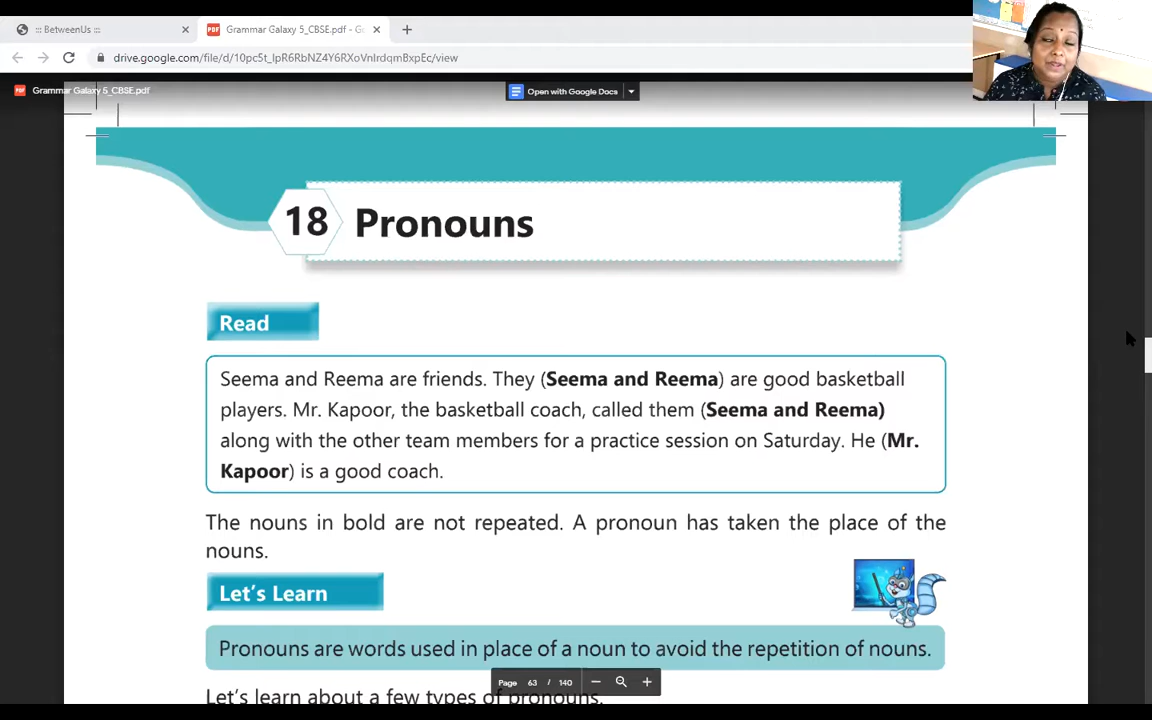 ::: BetweenUs :::
Grammar Galaxy 5_CBSE.pdf - G
drive.google.com/file/d/10pc5t_lpR6RbNZ4Y6RXoVnIrdqmBxpEc/view
PDF Grammar Galaxy 5_CBSE.pdf
Open with Google Docs
18 Pronouns
Read
Seema and Reema are friends. They (Seema and Reema) are good basketball
players. Mr. Kapoor, the basketball coach, called them (Seema and Reema)
along with the other team members for a practice session on Saturday. He (Mr.
Kapoor) is a good coach.
The nouns in bold are not repeated. A pronoun has taken the place of the
nouns.
Let's Learn
Pronouns are words used in place of a noun to avoid the repetition of nouns.
Page 63 / 140
Let's learn about a few types of pronouns.